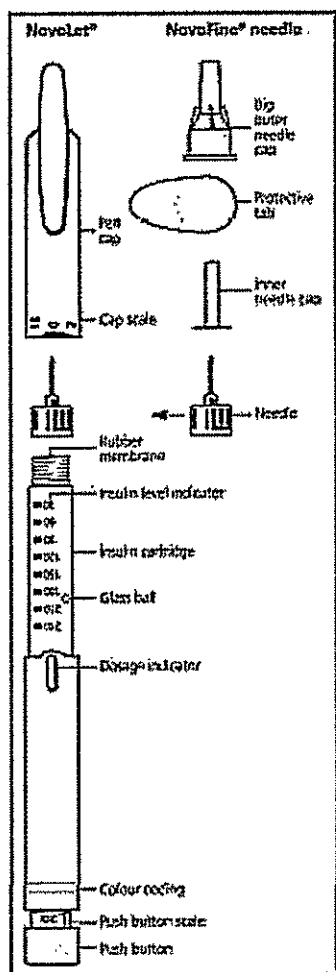 NovoLet® NovoFine® needle
Big
outer
needle
cap
Protective
tab
Pen
cap
Inner
needle cap
Cap scale
Needle
Rubber
membrane
Insulin level indicator
Insulin cartridge
Glass ball
Dosage indicator
Colour coding
Push button scale
Push button